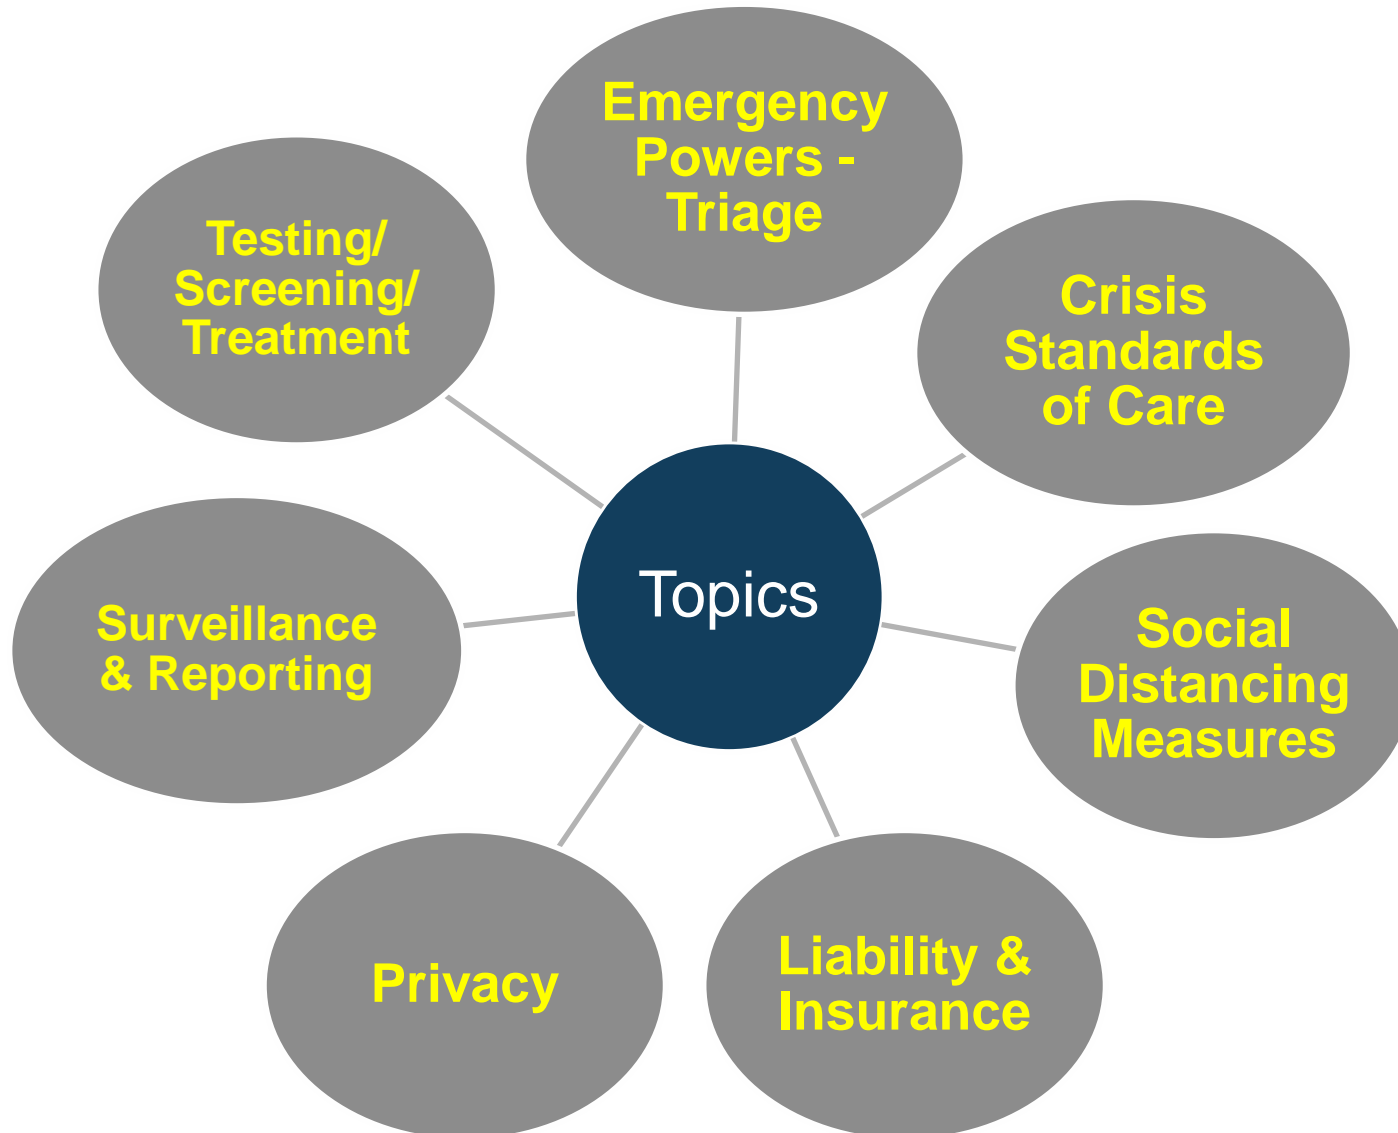 Emergency
Powers -
Triage
Testing/
Screening/
Treatment
Crisis
Standards
of Care
Topics
Surveillance
& Reporting
Social
Distancing
Measures
Privacy
Liability &
Insurance